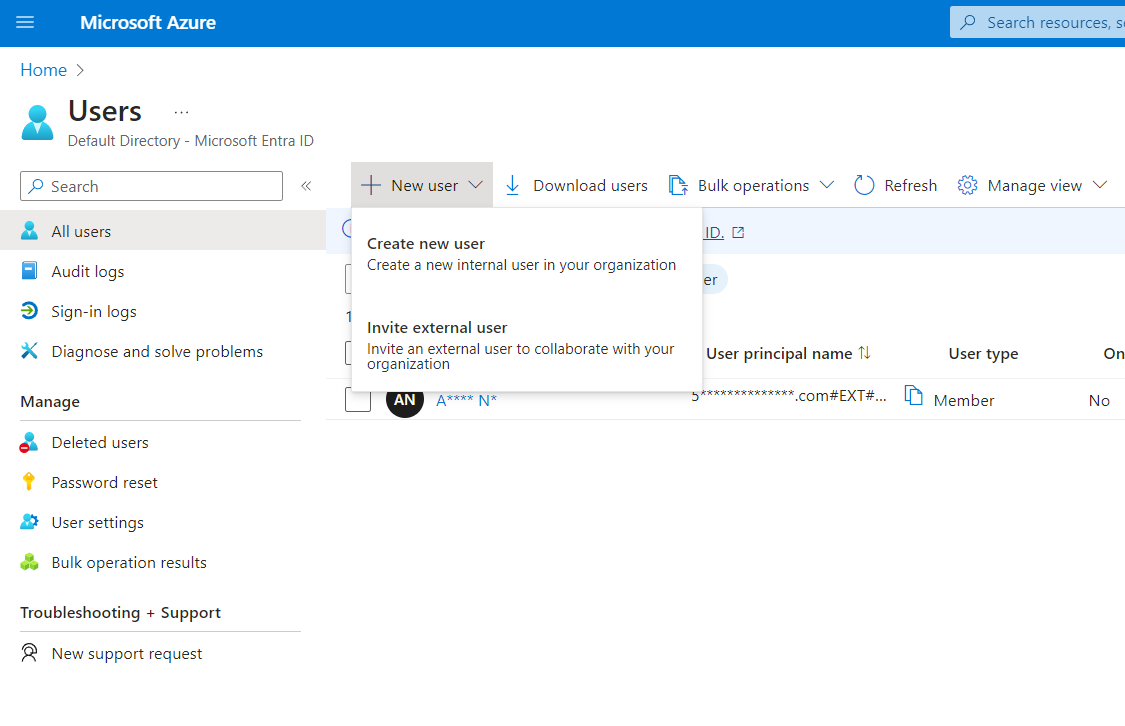 Microsoft Azure
Search resources,
Home
Users
...
Default Directory - Microsoft Entra ID
Search
New user
Download users
Bulk operations
Refresh
Manage view
All users
ID.
Create new user
Create a new internal user in your organization
Audit logs
er
Sign-in logs
1
Invite external user
Invite an external user to collaborate with your
organization
Diagnose and solve problems
User principal name
User type
On
AN
A**** N*
5**************.com#EXT#...
Member
No
Manage
Deleted users
Password reset
User settings
Bulk operation results
Troubleshooting + Support
New support request